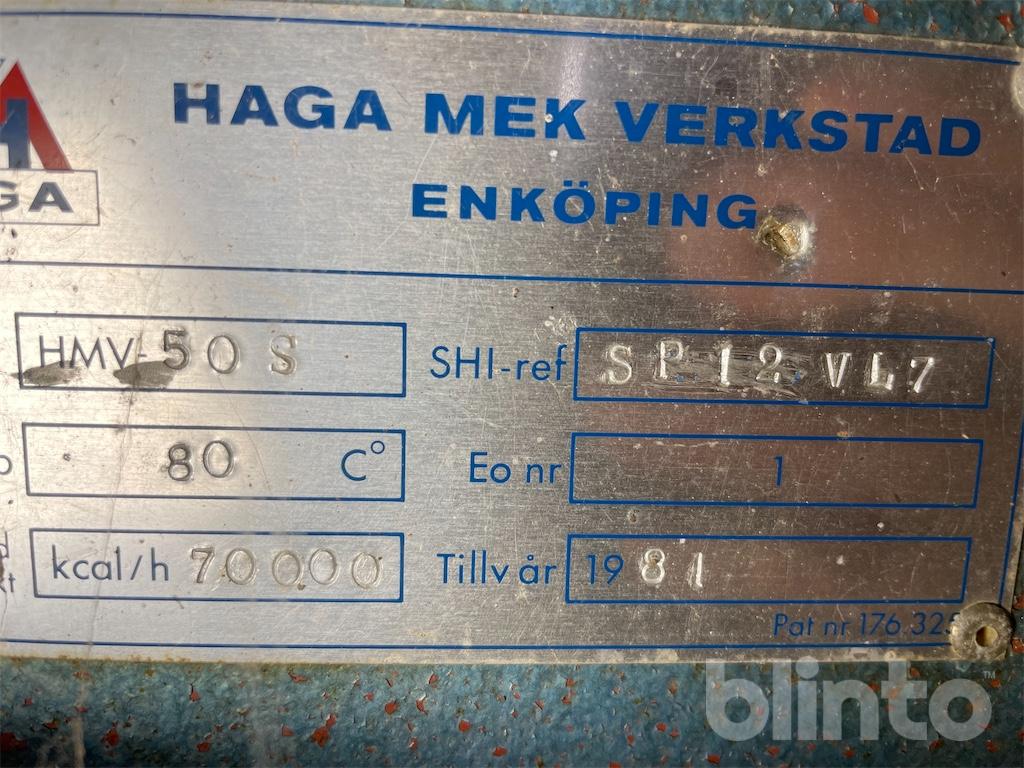 HAGA MEK VERKSTAD
ENKÖPING
GA
HMV-50 S
SHI-ref SP.12.VL7
80 C°
Eo nr 1
kcal/h 70000
Tillv år 1981
Pat nr 176.325
blinto™